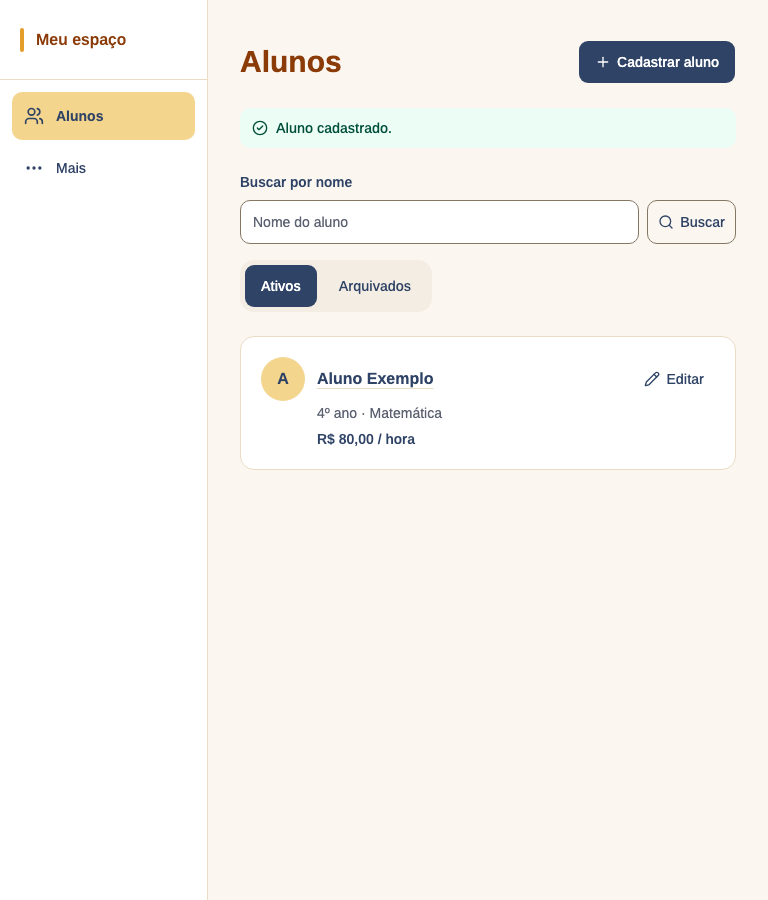 Meu espaço
Alunos
Mais
Alunos
Cadastrar aluno
Aluno cadastrado.
Buscar por nome
Nome do aluno
Buscar
Ativos
Arquivados
A
Aluno Exemplo
Editar
4º ano · Matemática
R$ 80,00 / hora